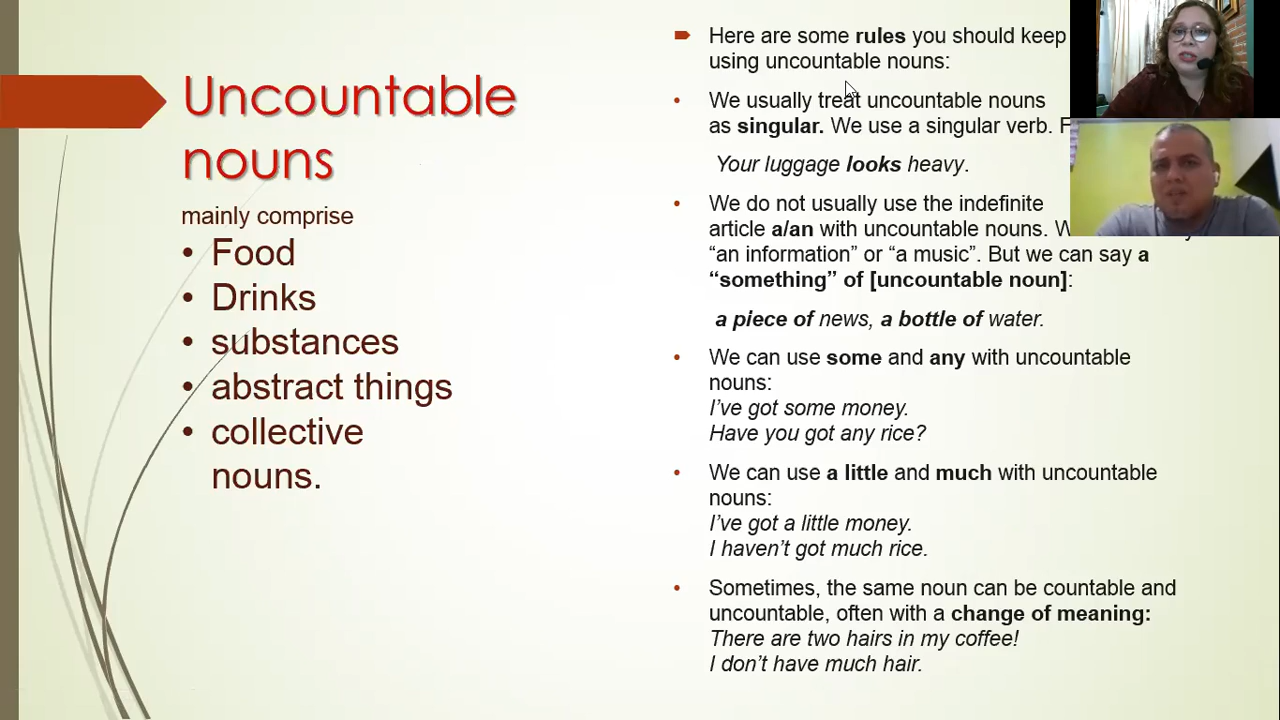 Uncountable
nouns
mainly comprise
• Food
• Drinks
• substances
• abstract things
• collective
nouns.
Here are some rules you should keep
using uncountable nouns:
• We usually treat uncountable nouns
as singular. We use a singular verb.
Your luggage looks heavy.
• We do not usually use the indefinite
article a/an with uncountable nouns.
“an information” or “a music”. But we can say a
“something” of [uncountable noun]:
a piece of news, a bottle of water.
• We can use some and any with uncountable
nouns:
I’ve got some money.
Have you got any rice?
• We can use a little and much with uncountable
nouns:
I’ve got a little money.
I haven’t got much rice.
• Sometimes, the same noun can be countable and
uncountable, often with a change of meaning:
There are two hairs in my coffee!
I don’t have much hair.